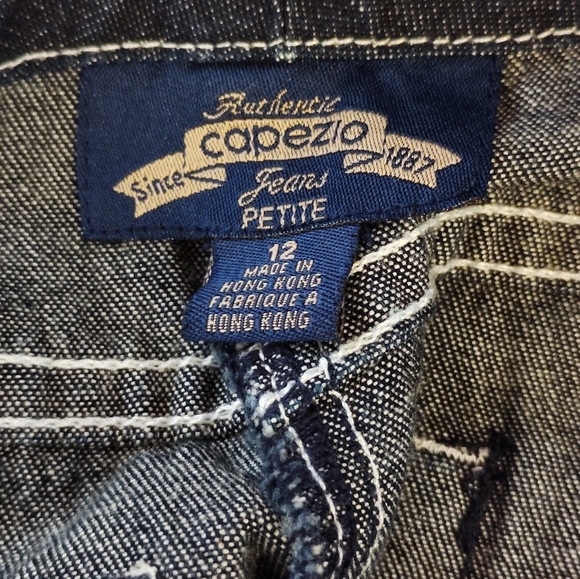 Authentic
capezio
Since 1887
Jeans
PETITE
12
MADE IN
HONG KONG
FABRIQUE A
HONG KONG